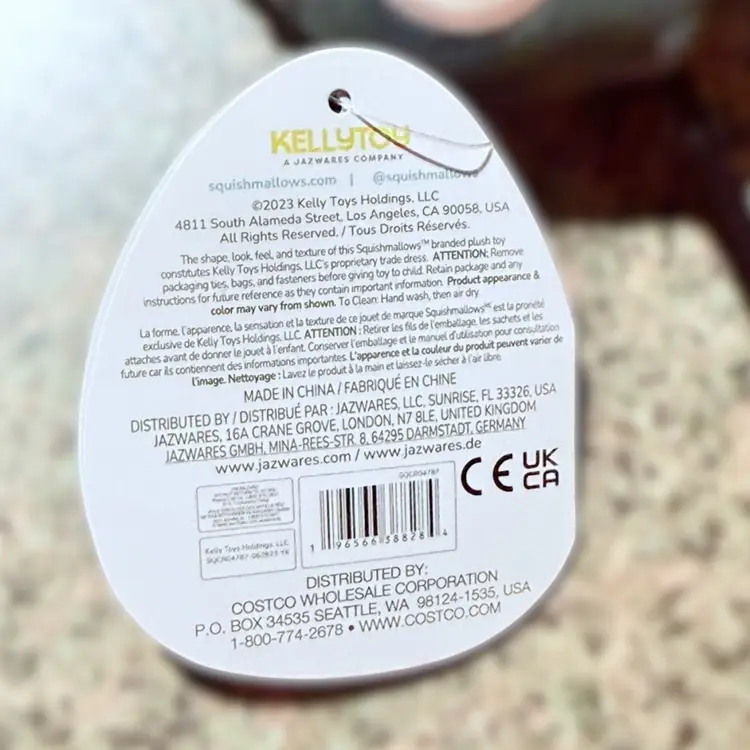 KELLYTOY
A JAZWARES COMPANY
squishmallows.com | @squishmallows
©2023 Kelly Toys Holdings, LLC
4811 South Alameda Street, Los Angeles, CA 90058, USA
All Rights Reserved. / Tous Droits Réservés.
The shape, look, feel, and texture of this Squishmallows™ branded plush toy
constitutes Kelly Toys Holdings, LLC's proprietary trade dress. ATTENTION: Remove
packaging ties, bags, and fasteners before giving toy to child. Retain package and any
instructions for future reference as they contain important information. Product appearance &
color may vary from shown. To Clean: Hand wash, then air dry.
La forme, l'apparence, la sensation et la texture de ce jouet de marque Squishmallows™ est la propriété
exclusive de Kelly Toys Holdings, LLC. ATTENTION : Retirer les fils de l'emballage, les sachets et les
attaches avant de donner le jouet à l'enfant. Conserver l'emballage et le manuel d'utilisation pour consultation
future car ils contiennent des informations importantes. L'apparence et la couleur du produit peuvent varier de
l'image. Nettoyage : Lavez le produit à la main et laissez-le sécher à l'air libre.
MADE IN CHINA / FABRIQUÉ EN CHINE
DISTRIBUTED BY / DISTRIBUÉ PAR : JAZWARES, LLC, SUNRISE, FL 33326, USA
JAZWARES, 16A CRANE GROVE, LONDON, N7 8LE, UNITED KINGDOM
JAZWARES GMBH, MINA-REES-STR. 8, 64295 DARMSTADT, GERMANY
www.jazwares.com / www.jazwares.de
SQCR04787
CE UK
CA
Kelly Toys Holdings, LLC.
1 96566 38828 4
DISTRIBUTED BY:
COSTCO WHOLESALE CORPORATION
P.O. BOX 34535 SEATTLE, WA 98124-1535, USA
1-800-774-2678 • WWW.COSTCO.COM